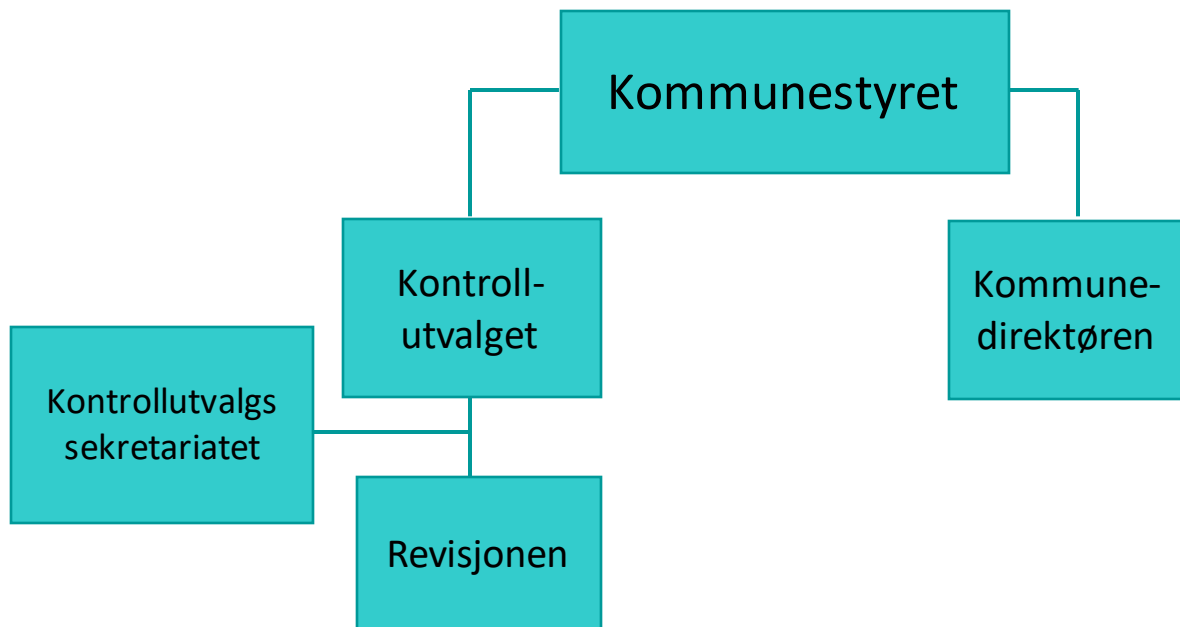 Kommunestyret
Kontroll-
utvalget
Kommune-
direktøren
Kontrollutvalgs
sekretariatet
Revisjonen